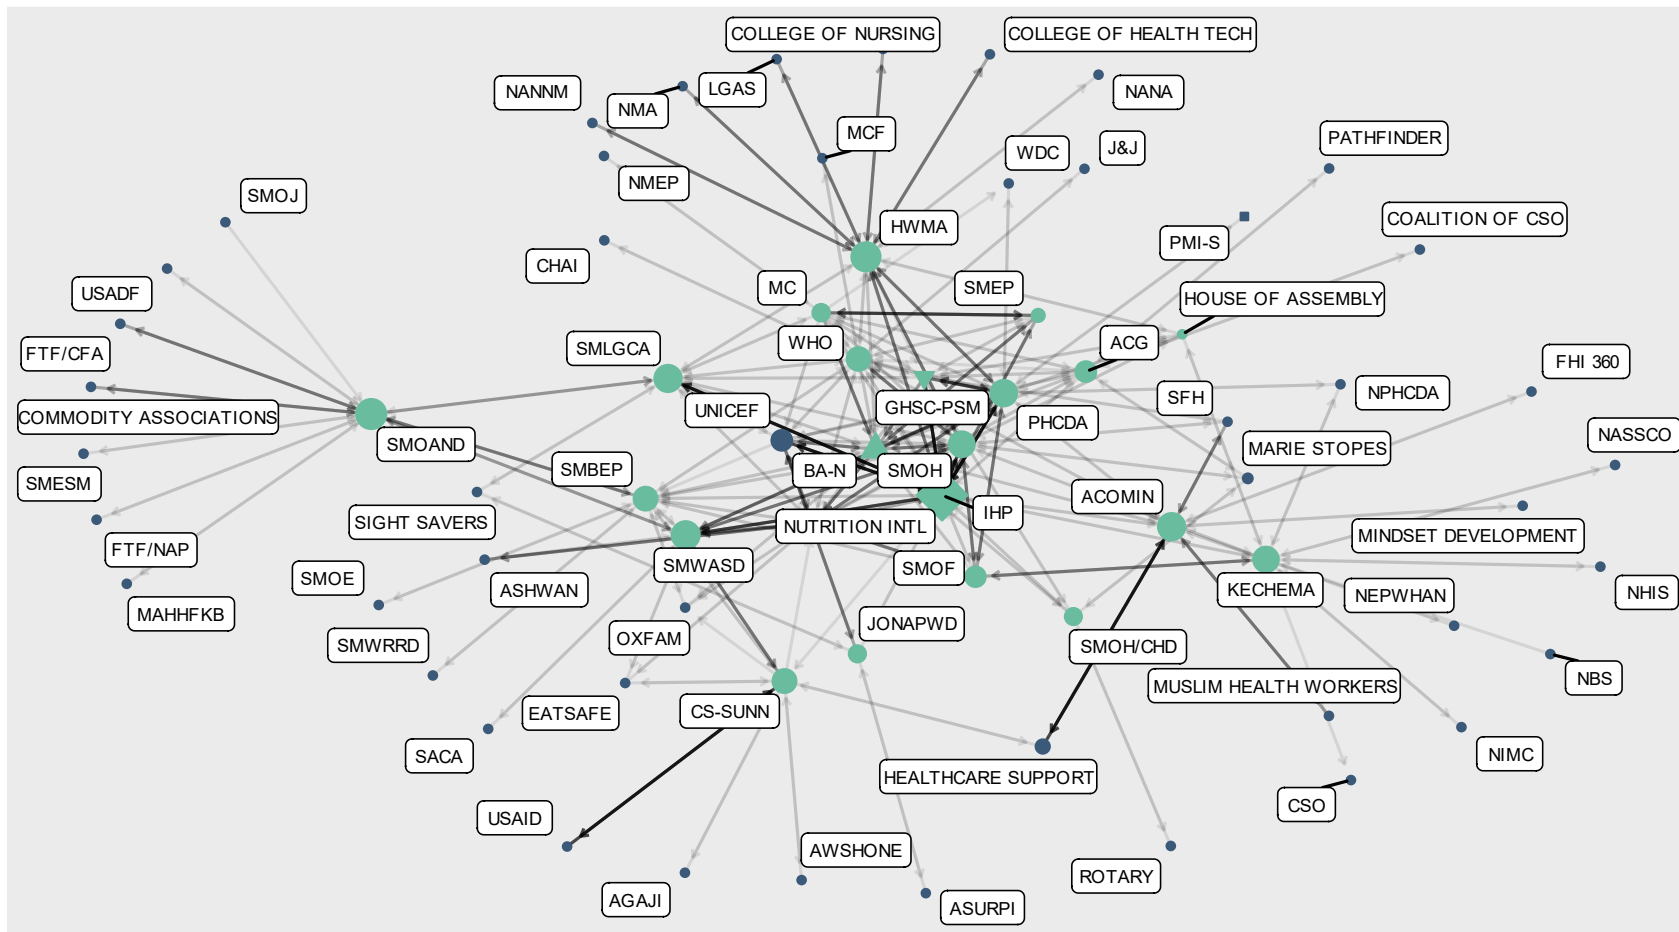 COLLEGE OF NURSING
COLLEGE OF HEALTH TECH
NANNM
NMA
LGAS
NANA
MCF
PATHFINDER
WDC
J&J
NMEP
SMOJ
HWMA
COALITION OF CSO
PMI-S
CHAI
USADF
MC
SMEP
HOUSE OF ASSEMBLY
FTF/CFA
SMLGCA
WHO
ACG
FHI 360
COMMODITY ASSOCIATIONS
UNICEF
GHSC-PSM
PHCDA
SFH
NPHCDA
SMOAND
MARIE STOPES
NASSCO
SMESM
SMBEP
BA-N
SMOH
ACOMIN
SIGHT SAVERS
NUTRITION INTL
IHP
MINDSET DEVELOPMENT
FTF/NAP
SMOE
ASHWAN
SMWASD
SMOF
KECHEMA
NEPWHAN
NHIS
MAHHFKB
SMWRRD
OXFAM
JONAPWD
SMOH/CHD
NBS
MUSLIM HEALTH WORKERS
EATSAFE
CS-SUNN
SACA
NIMC
HEALTHCARE SUPPORT
CSO
USAID
AWSHONE
ROTARY
AGAJI
ASURPI